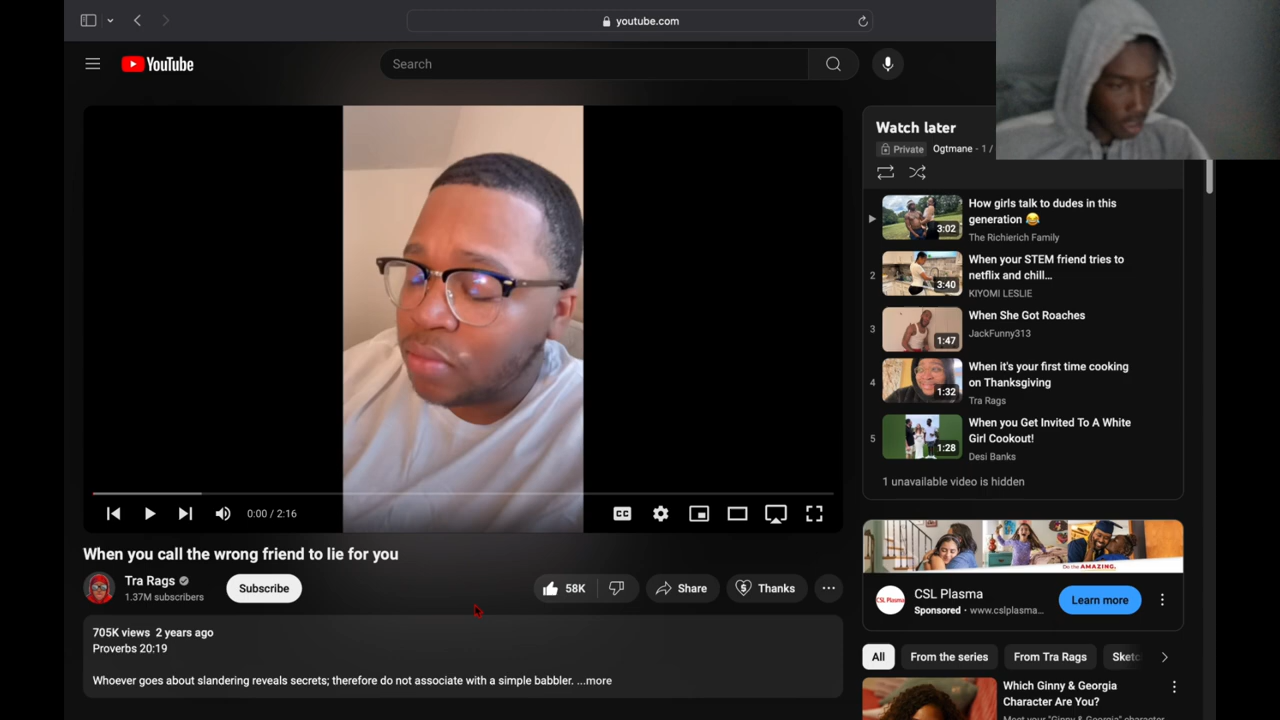 youtube.com
YouTube
Search
Watch later
Private Ogtmane - 1 /
How girls talk to dudes in this
generation 😂
The Richierich Family
3:02
2
When your STEM friend tries to
netflix and chill...
KIYOMI LESLIE
3:40
3
When She Got Roaches
JackFunny313
1:47
4
When it's your first time cooking
on Thanksgiving
Tra Rags
1:32
5
When you Get Invited To A White
Girl Cookout!
Desi Banks
1:28
1 unavailable video is hidden
0:00 / 2:16
CC
When you call the wrong friend to lie for you
Tra Rags
1.37M subscribers
Subscribe
58K
Share
Thanks
705K views 2 years ago
Proverbs 20:19
Whoever goes about slandering reveals secrets; therefore do not associate with a simple babbler. ...more
Do the AMAZING.
CSL Plasma
CSL Plasma
Sponsored · www.cslplasma...
Learn more
All
From the series
From Tra Rags
Sketc
Which Ginny & Georgia
Character Are You?